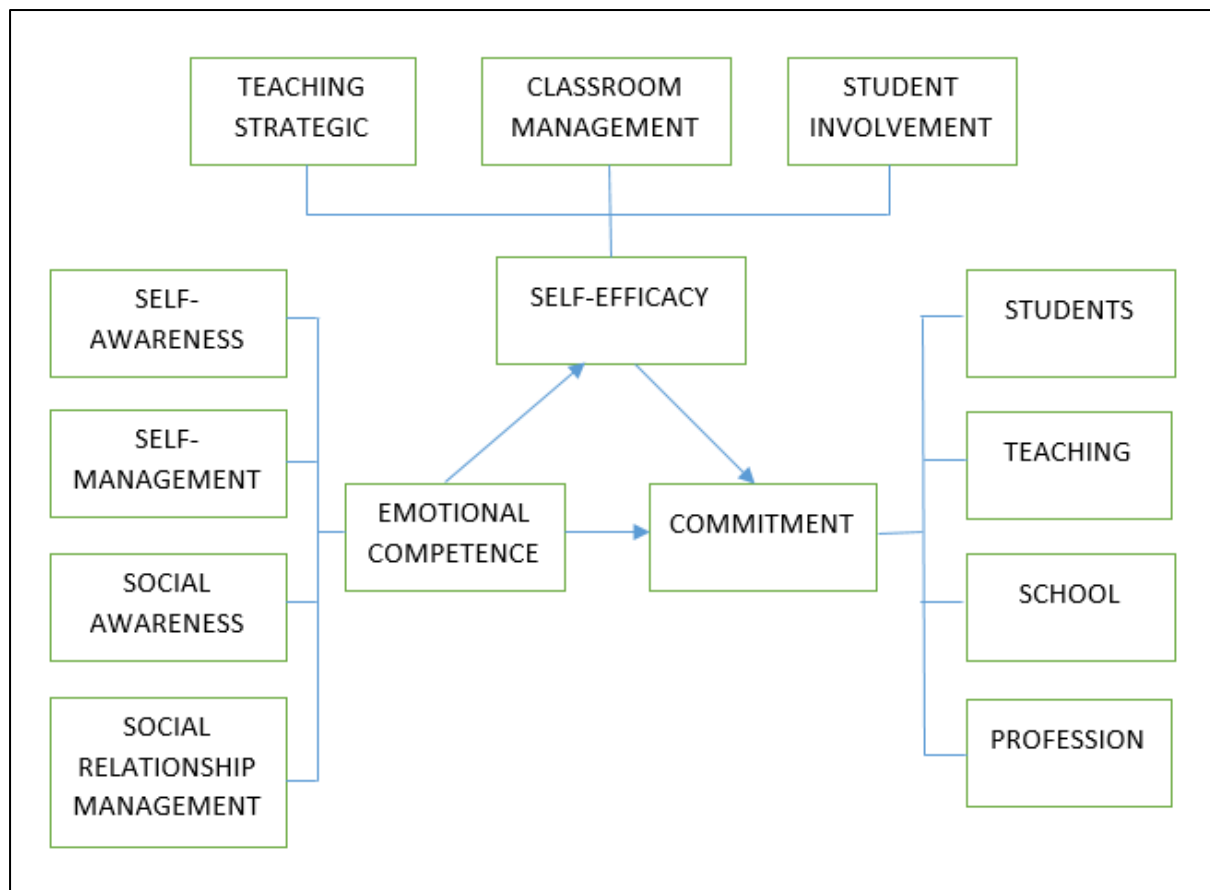 TEACHING
STRATEGIC
CLASSROOM
MANAGEMENT
STUDENT
INVOLVEMENT
SELF-EFFICACY
SELF-
AWARENESS
SELF-
MANAGEMENT
SOCIAL
AWARENESS
SOCIAL
RELATIONSHIP
MANAGEMENT
EMOTIONAL
COMPETENCE
COMMITMENT
STUDENTS
TEACHING
SCHOOL
PROFESSION